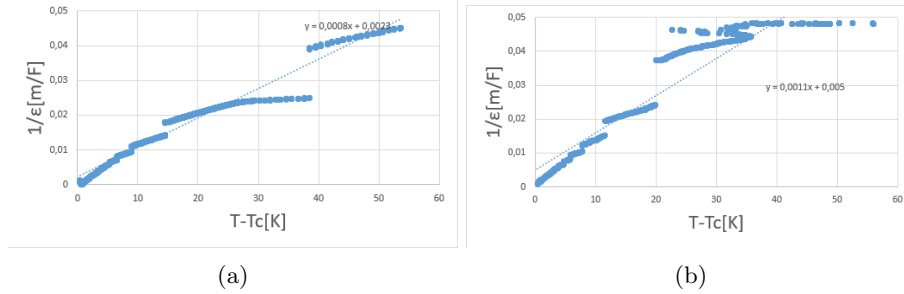 0,05
0,04
0,03
0,02
0,01
0
1/ε[m/F]
y = 0,0008x + 0,0023
0 10 20 30 40 50 60
T-Tc[K]
(a)
0,05
0,04
0,03
0,02
0,01
0
1/ε[m/F]
y = 0,0011x + 0,005
0 10 20 30 40 50 60
T-Tc[K]
(b)